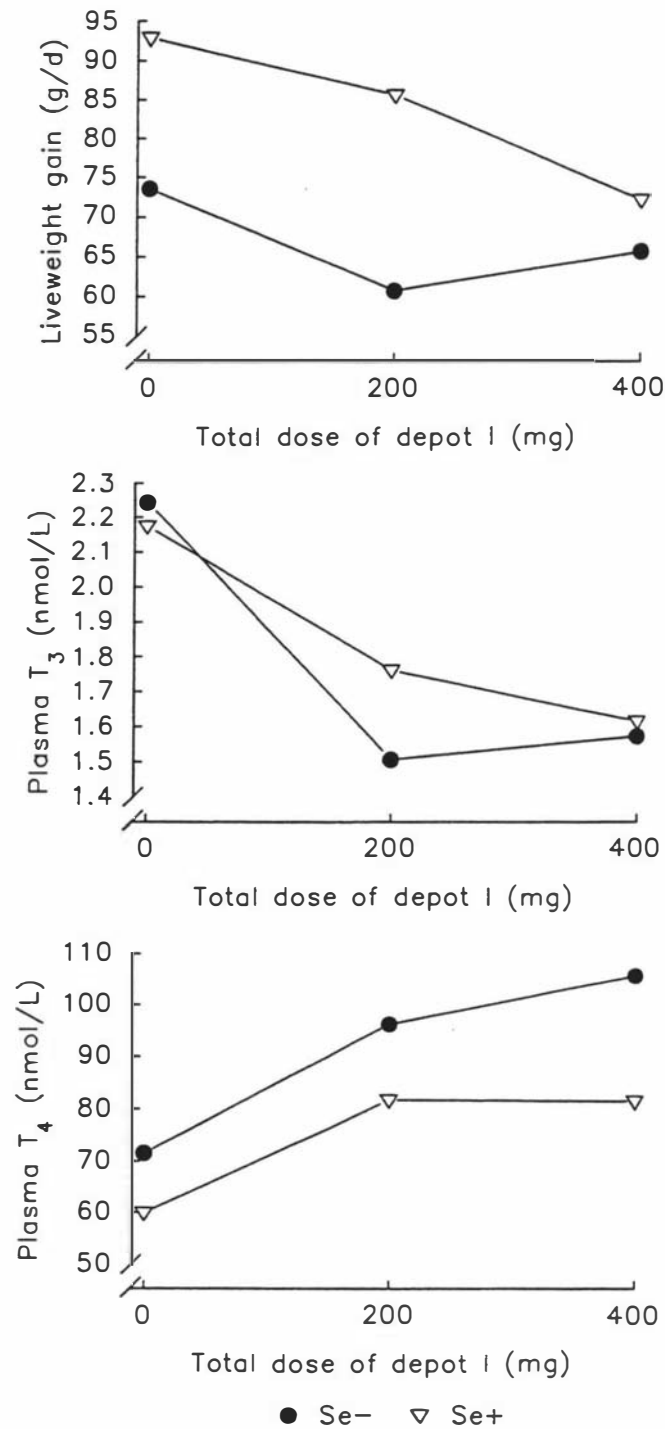 Liveweight gain (g/d)
95
90
85
80
75
70
65
60
55
0 200 400
Total dose of depot I (mg)
Plasma T3 (nmol/L)
2.3
2.2
2.1
2.0
1.9
1.8
1.7
1.6
1.5
1.4
0 200 400
Total dose of depot I (mg)
Plasma T4 (nmol/L)
110
100
90
80
70
60
50
0 200 400
Total dose of depot I (mg)
● Se− ▽ Se+